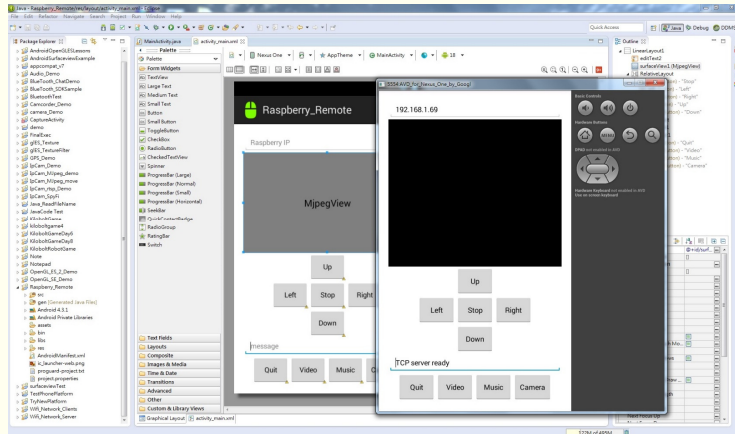 Java - Raspberry_Remote/res/layout/activity_main.xml - Eclipse
File Edit Refactor Navigate Search Project Run Window Help
Quick Access
Java
Debug
DDMS
Package Explorer
AndroidOpenGLESLessons
AndroidSurfaceviewExample
appcompat_v7
Audio_Demo
BlueTooth_ChatDemo
BlueTooth_SDKSample
BluetoothTest
Camcorder_Demo
camera_Demo
CaptureActivity
demo
FinalExec
glES_Texture
glES_TextureFilter
GPS_Demo
IpCam_Demo
IpCam_MJpeg_demo
IpCam_MJpeg_move
IpCam_rtsp_Demo
IpCam_SpyFi
Java_ReadFileName
JavaCode Test
KiloboltGame
kiloboltgame4
KiloboltGameDay6
KiloboltGameDay8
KiloboltRobotGame
Note
Notepad
OpenGL_ES_2_Demo
OpenGL_SE_Demo
Raspberry_Remote
src
gen [Generated Java Files]
Android 4.3.1
Android Private Libraries
assets
bin
libs
res
AndroidManifest.xml
ic_launcher-web.png
proguard-project.txt
project.properties
surfaceviewTest
TestPhonePlatform
TryNewPlatform
Wifi_Network_Clients
Wifi_Network_Server
MainActivity.java
activity_main.xml
Palette
Palette
Form Widgets
TextView
Large Text
Medium Text
Small Text
Button
Small Button
ToggleButton
CheckBox
RadioButton
CheckedTextView
Spinner
ProgressBar (Large)
ProgressBar (Normal)
ProgressBar (Small)
ProgressBar (Horizontal)
SeekBar
QuickContactBadge
RadioGroup
RatingBar
Switch
Text Fields
Layouts
Composite
Images & Media
Time & Date
Transitions
Advanced
Other
Custom & Library Views
Graphical Layout
activity_main.xml
Nexus One
AppTheme
MainActivity
18
Raspberry_Remote
Raspberry IP
MjpegView
Up
Left
Stop
Right
Down
message
Quit
Video
Music
5554:AVD_for_Nexus_One_by_Googl
192.168.1.69
Up
Left
Stop
Right
Down
TCP server ready
Quit
Video
Music
Camera
Basic Controls
Hardware Buttons
MENU
DPAD not enabled in AVD
Hardware Keyboard not enabled in AVD
Use your physical keyboard
Outline
LinearLayout1
editText2
surfaceView1 (MjpegView)
RelativeLayout
- "Stop"
- "Left"
- "Right"
- "Up"
- "Down"
- "Quit"
- "Video"
- "Music"
- "Camera"
Next Focus Up